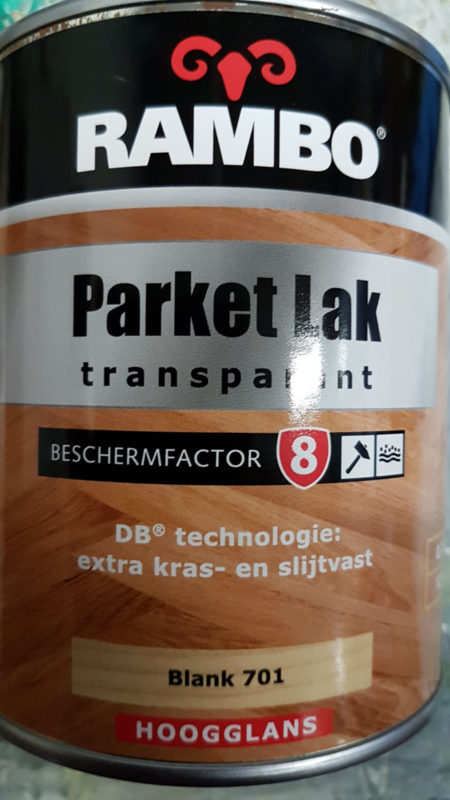 RAMBO®
Parket Lak
transparant
BESCHERMFACTOR 8
DB® technologie:
extra kras- en slijtvast
Blank 701
HOOGGLANS